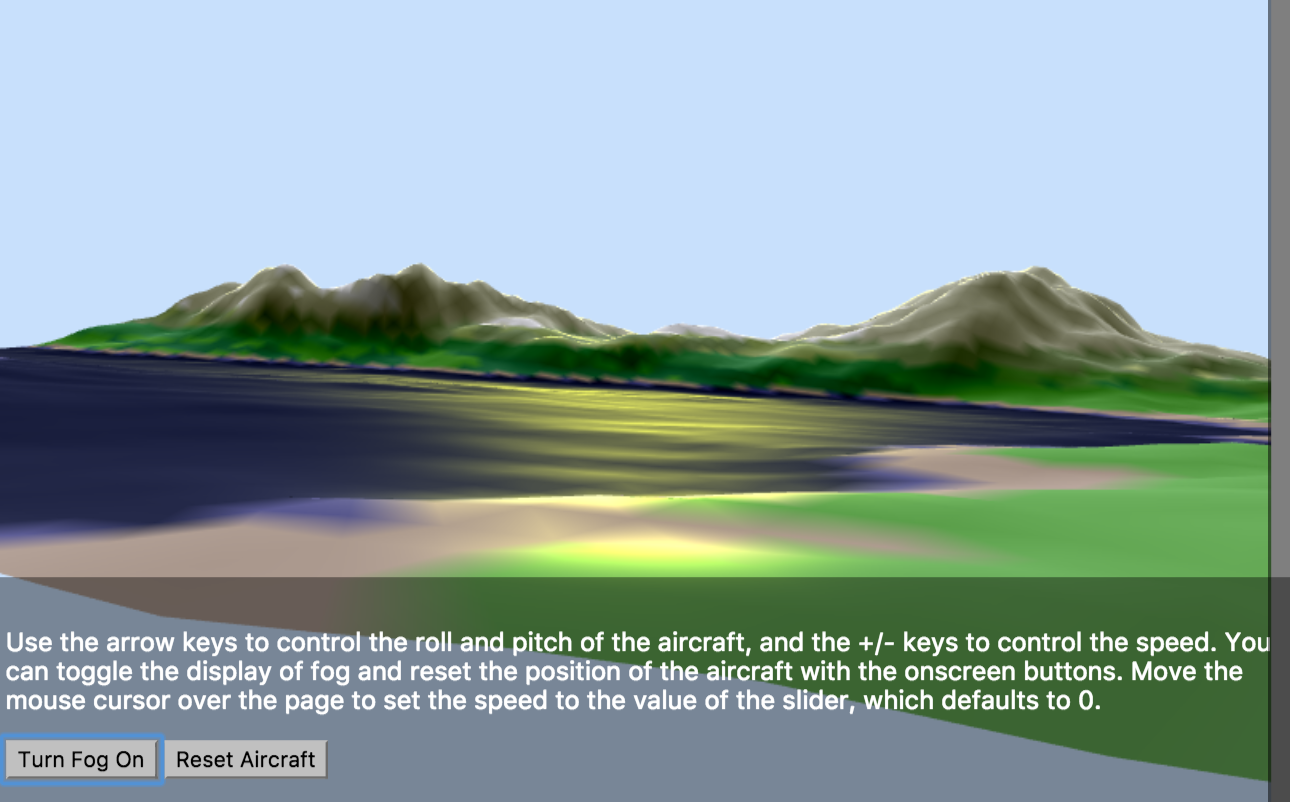 Use the arrow keys to control the roll and pitch of the aircraft, and the +/- keys to control the speed. You
can toggle the display of fog and reset the position of the aircraft with the onscreen buttons. Move the
mouse cursor over the page to set the speed to the value of the slider, which defaults to 0.
Turn Fog On Reset Aircraft